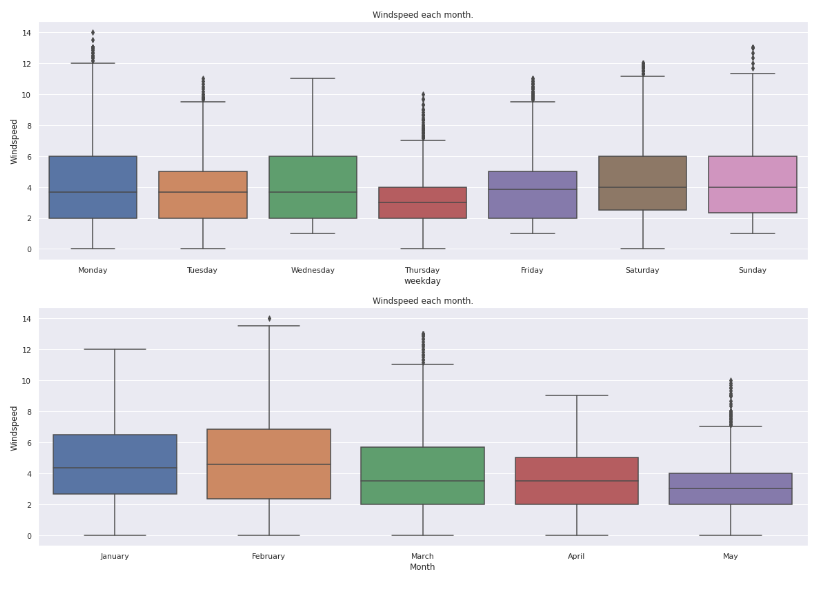 Windspeed each month.
14
12
10
8
6
4
2
0
Windspeed
Monday Tuesday Wednesday Thursday Friday Saturday Sunday
weekday
Windspeed each month.
14
12
10
8
6
4
2
0
Windspeed
January February March April May
Month